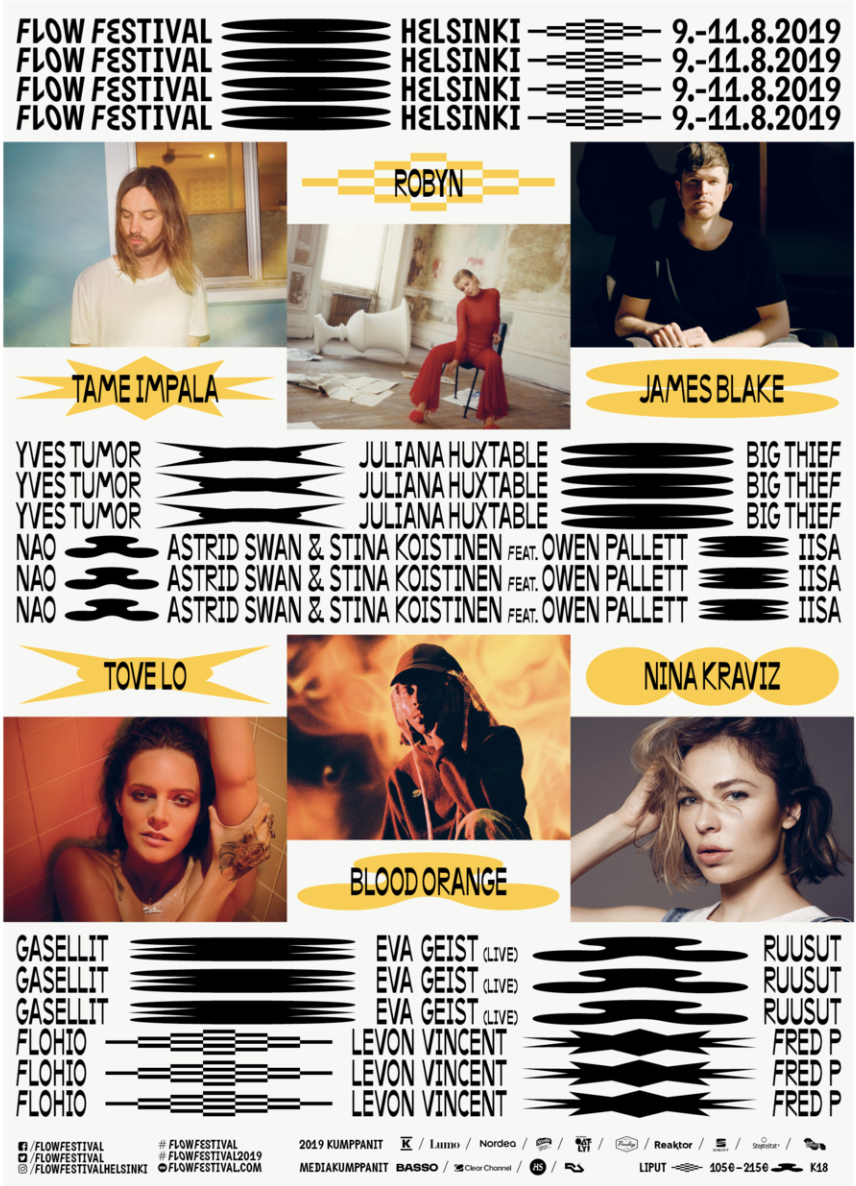 FLOW FESTIVAL HELSINKI 9.-11.8.2019
FLOW FESTIVAL HELSINKI 9.-11.8.2019
FLOW FESTIVAL HELSINKI 9.-11.8.2019
FLOW FESTIVAL HELSINKI 9.-11.8.2019
ROBYN
TAME IMPALA
JAMES BLAKE
YVES TUMOR JULIANA HUXTABLE BIG THIEF
YVES TUMOR JULIANA HUXTABLE BIG THIEF
YVES TUMOR JULIANA HUXTABLE BIG THIEF
NAO ASTRID SWAN & STINA KOISTINEN FEAT. OWEN PALLETT IISA
NAO ASTRID SWAN & STINA KOISTINEN FEAT. OWEN PALLETT IISA
NAO ASTRID SWAN & STINA KOISTINEN FEAT. OWEN PALLETT IISA
TOVE LO
NINA KRAVIZ
BLOOD ORANGE
GASELLIT EVA GEIST (LIVE) RUUSUT
GASELLIT EVA GEIST (LIVE) RUUSUT
GASELLIT EVA GEIST (LIVE) RUUSUT
FLOHIO LEVON VINCENT FRED P
FLOHIO LEVON VINCENT FRED P
FLOHIO LEVON VINCENT FRED P
/FLOWFESTIVAL
/FLOWFESTIVAL
/FLOWFESTIVALHELSINKI
# FLOWFESTIVAL
# FLOWFESTIVAL2019
FLOWFESTIVAL.COM
2019 KUMPPANIT K / Lumo / Nordea / / OATLY! / / Reaktor / / /
MEDIAKUMPPANIT BASSO / Clear Channel / HS /
LIPUT 105€-215€ K18